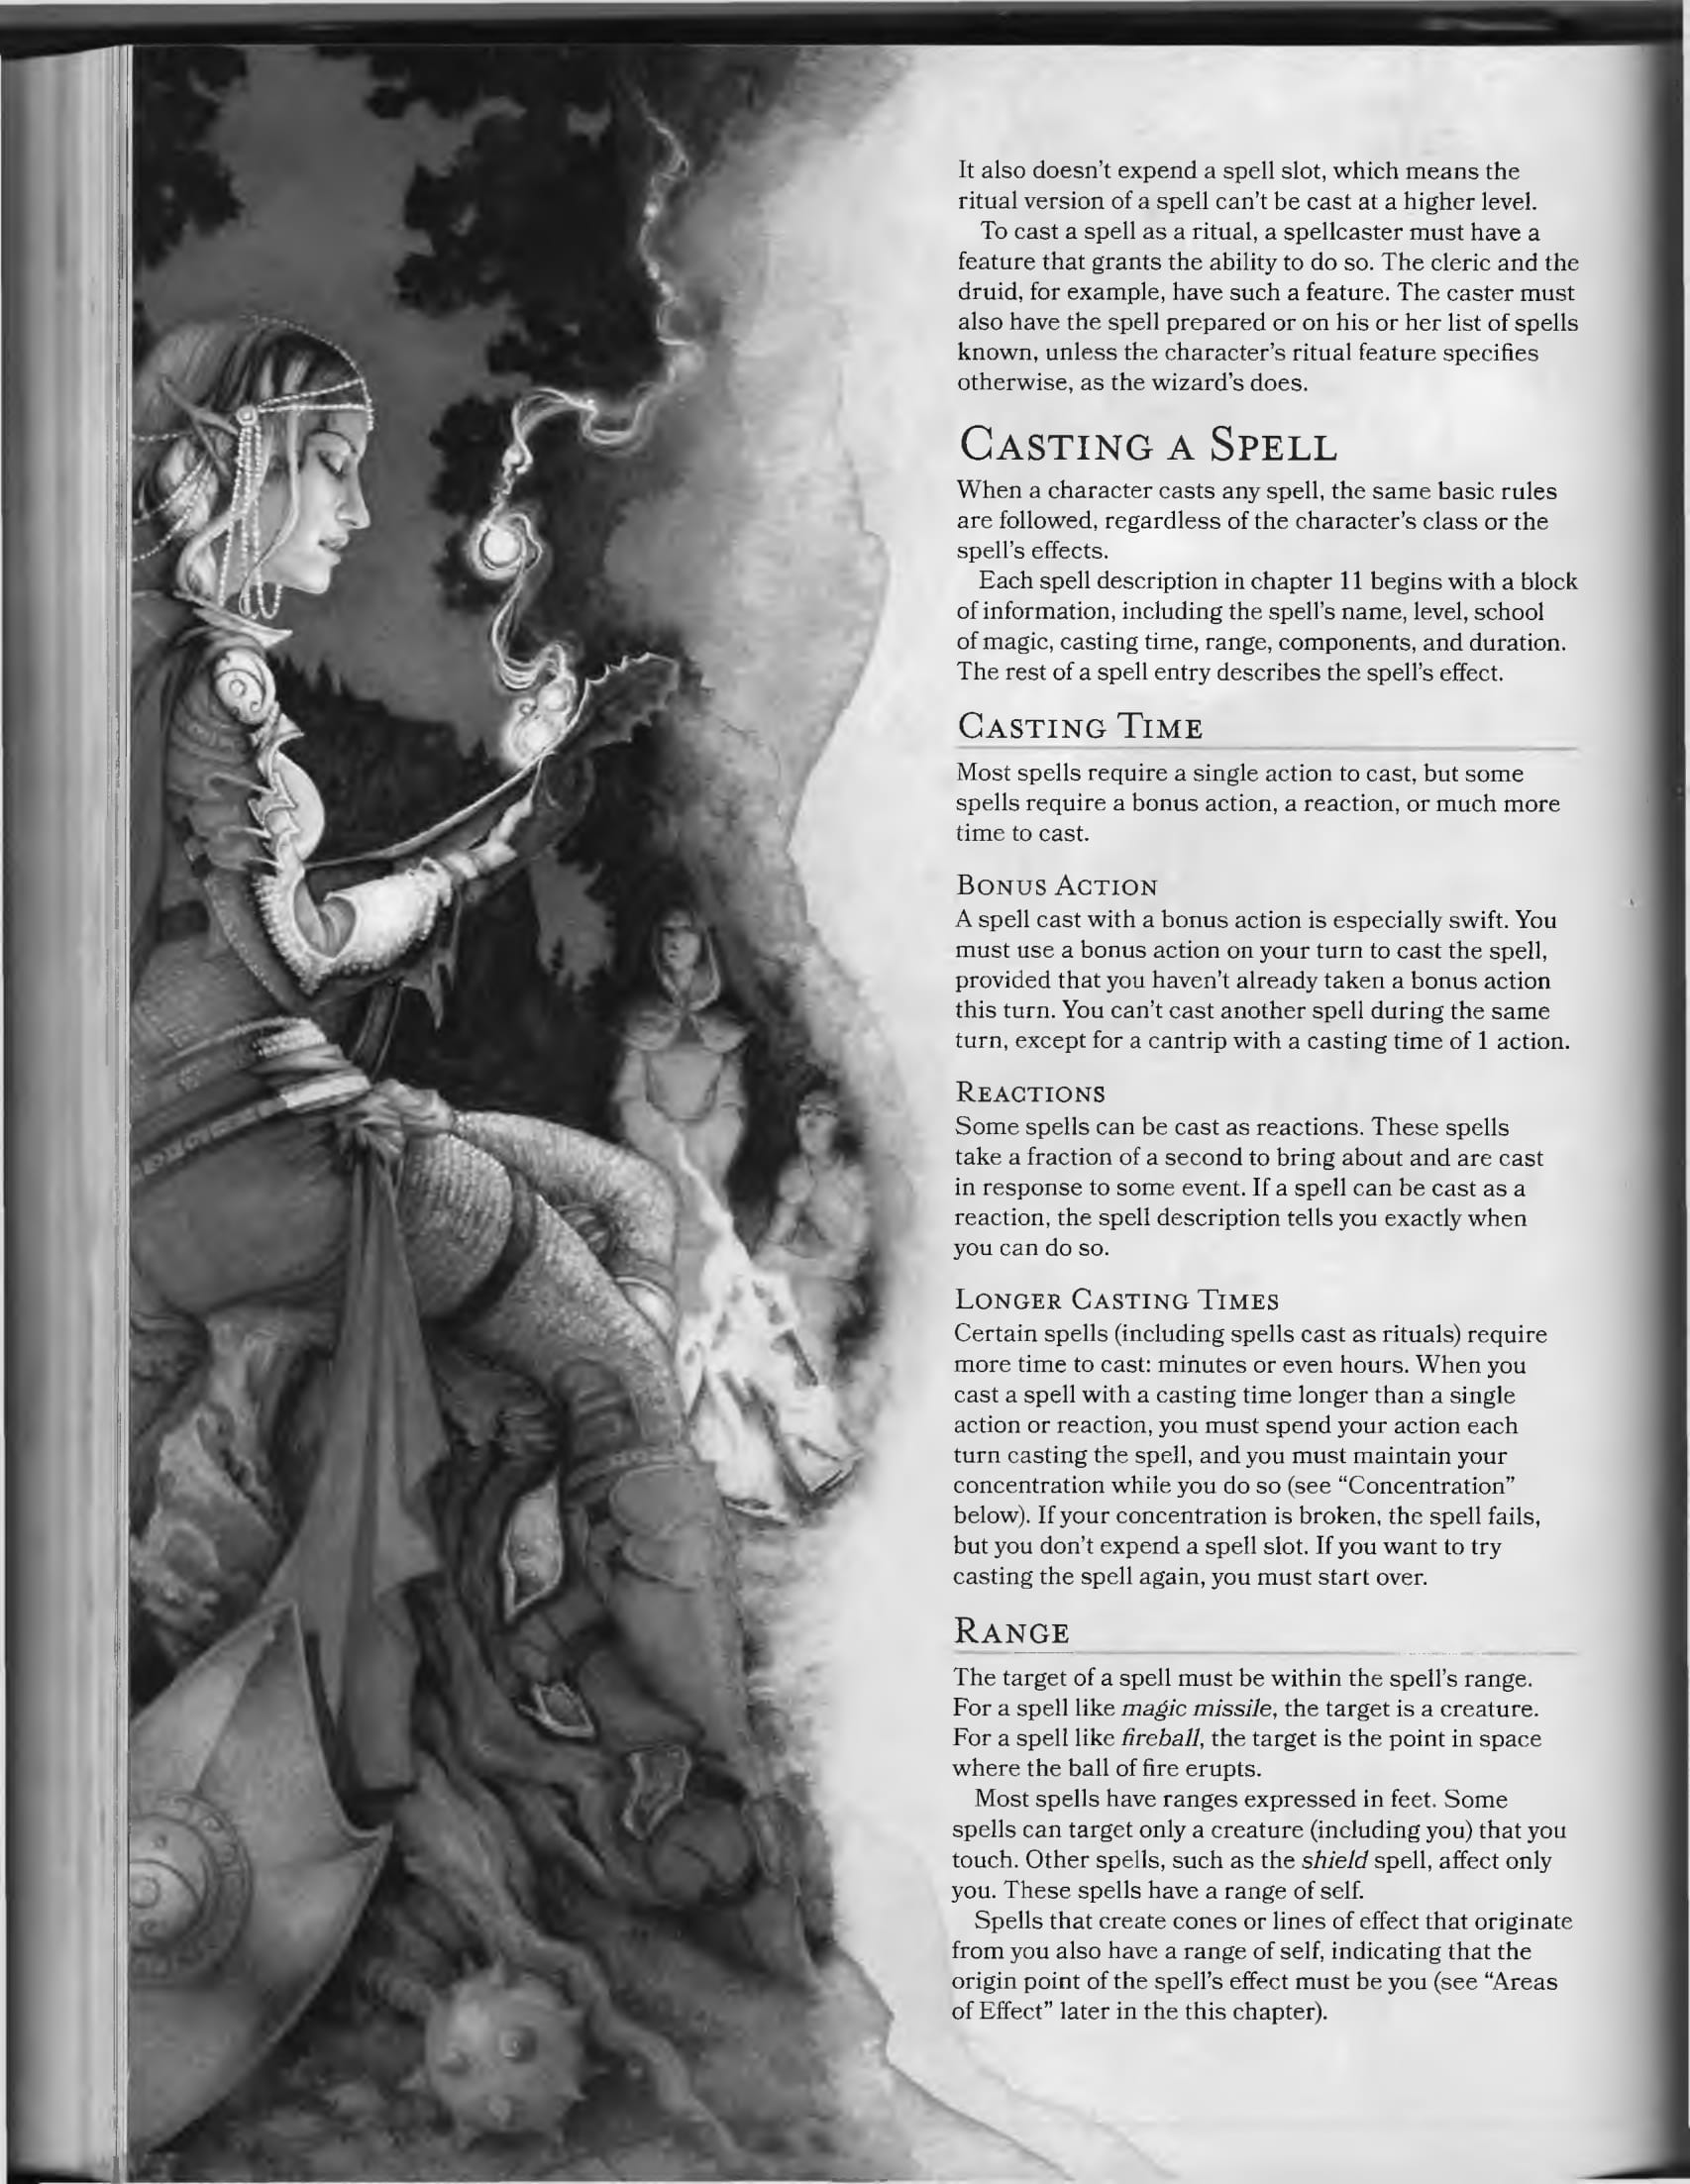 It also doesn't expend a spell slot, which means the
ritual version of a spell can't be cast at a higher level.
To cast a spell as a ritual, a spellcaster must have a
feature that grants the ability to do so. The cleric and the
druid, for example, have such a feature. The caster must
also have the spell prepared or on his or her list of spells
known, unless the character's ritual feature specifies
otherwise, as the wizard's does.
CASTING A SPELL
When a character casts any spell, the same basic rules
are followed, regardless of the character's class or the
spell's effects.
Each spell description in chapter 11 begins with a block
of information, including the spell's name, level, school
of magic, casting time, range, components, and duration.
The rest of a spell entry describes the spell's effect.
CASTING TIME
Most spells require a single action to cast, but some
spells require a bonus action, a reaction, or much more
time to cast.
BONUS ACTION
A spell cast with a bonus action is especially swift. You
must use a bonus action on your turn to cast the spell,
provided that you haven't already taken a bonus action
this turn. You can't cast another spell during the same
turn, except for a cantrip with a casting time of 1 action.
REACTIONS
Some spells can be cast as reactions. These spells
take a fraction of a second to bring about and are cast
in response to some event. If a spell can be cast as a
reaction, the spell description tells you exactly when
you can do so.
LONGER CASTING TIMES
Certain spells (including spells cast as rituals) require
more time to cast: minutes or even hours. When you
cast a spell with a casting time longer than a single
action or reaction, you must spend your action each
turn casting the spell, and you must maintain your
concentration while you do so (see “Concentration”
below). If your concentration is broken, the spell fails,
but you don't expend a spell slot. If you want to try
casting the spell again, you must start over.
RANGE
The target of a spell must be within the spell's range.
For a spell like magic missile, the target is a creature.
For a spell like fireball, the target is the point in space
where the ball of fire erupts.
Most spells have ranges expressed in feet. Some
spells can target only a creature (including you) that you
touch. Other spells, such as the shield spell, affect only
you. These spells have a range of self.
Spells that create cones or lines of effect that originate
from you also have a range of self, indicating that the
origin point of the spell's effect must be you (see “Areas
of Effect” later in the this chapter).